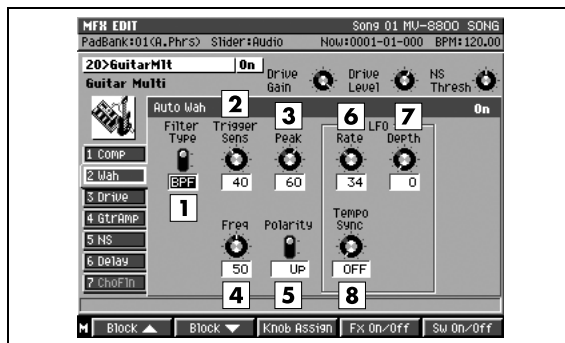 MFX EDIT Song 01 MV-8800 SONG
PadBank:01(A.Phrs) Slider:Audio Now:0001-01-000 BPM:120.00
20>GuitarMlt On
Guitar Multi
Drive Gain Drive Level NS Thresh
Auto Wah On
2 3 6 LFO 7
Filter Type Trigger Sens Peak Rate Depth
1 Comp
2 Wah
BPF 40 60 34 0
1
3 Drive
4 GtrAmp
Freq Polarity Tempo Sync
5 NS
50 UP OFF
6 Delay
4 5 8
7 ChoFln
M Block ▲ Block ▼ Knob Assign Fx On/Off Sw On/Off